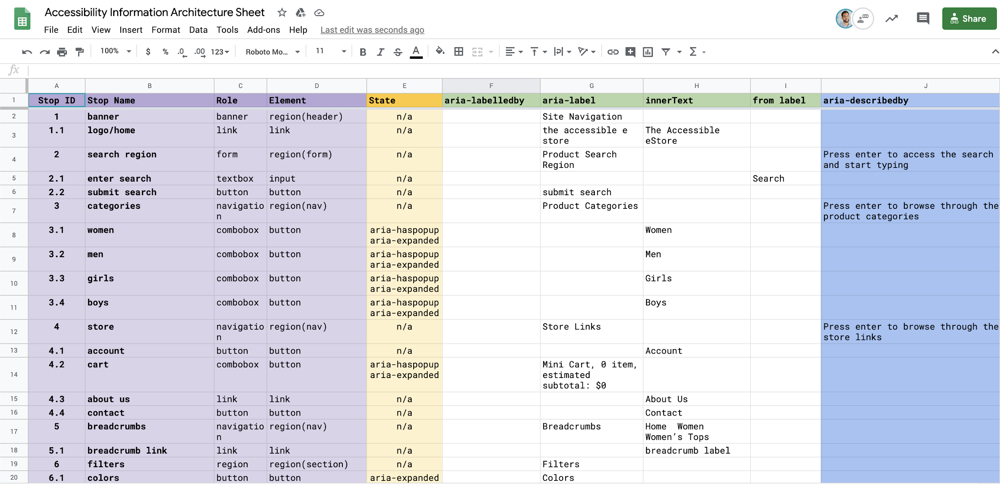 Accessibility Information Architecture Sheet
File Edit View Insert Format Data Tools Add-ons Help Last edit was seconds ago
Share
100% $ % .0 .00 123 Roboto Mo... 11 B I S A
fx
A B C D E F G H I J
1 Stop ID Stop Name Role Element State aria-labelledby aria-label innerText from label aria-describedby
2 1 banner banner region(header) n/a Site Navigation
3 1.1 logo/home link link n/a the accessible e The Accessible
store eStore
4 2 search region form region(form) n/a Product Search Press enter to access the search
Region and start typing
5 2.1 enter search textbox input n/a Search
6 2.2 submit search button button n/a submit search
7 3 categories navigatio region(nav) n/a Product Categories Press enter to browse through the
n product categories
8 3.1 women combobox button aria-haspopup Women
aria-expanded
9 3.2 men combobox button aria-haspopup Men
aria-expanded
10 3.3 girls combobox button aria-haspopup Girls
aria-expanded
11 3.4 boys combobox button aria-haspopup Boys
aria-expanded
12 4 store navigatio region(nav) n/a Store Links Press enter to browse through the
n store links
13 4.1 account button button n/a Account
14 4.2 cart combobox button aria-haspopup Mini Cart, 0 item,
aria-expanded estimated
subtotal: $0
15 4.3 about us link link n/a About Us
16 4.4 contact button button n/a Contact
17 5 breadcrumbs navigatio region(nav) n/a Breadcrumbs Home Women
n Women’s Tops
18 5.1 breadcrumb link link link n/a breadcrumb label
19 6 filters region region(section) n/a Filters
20 6.1 colors button button aria-expanded Colors